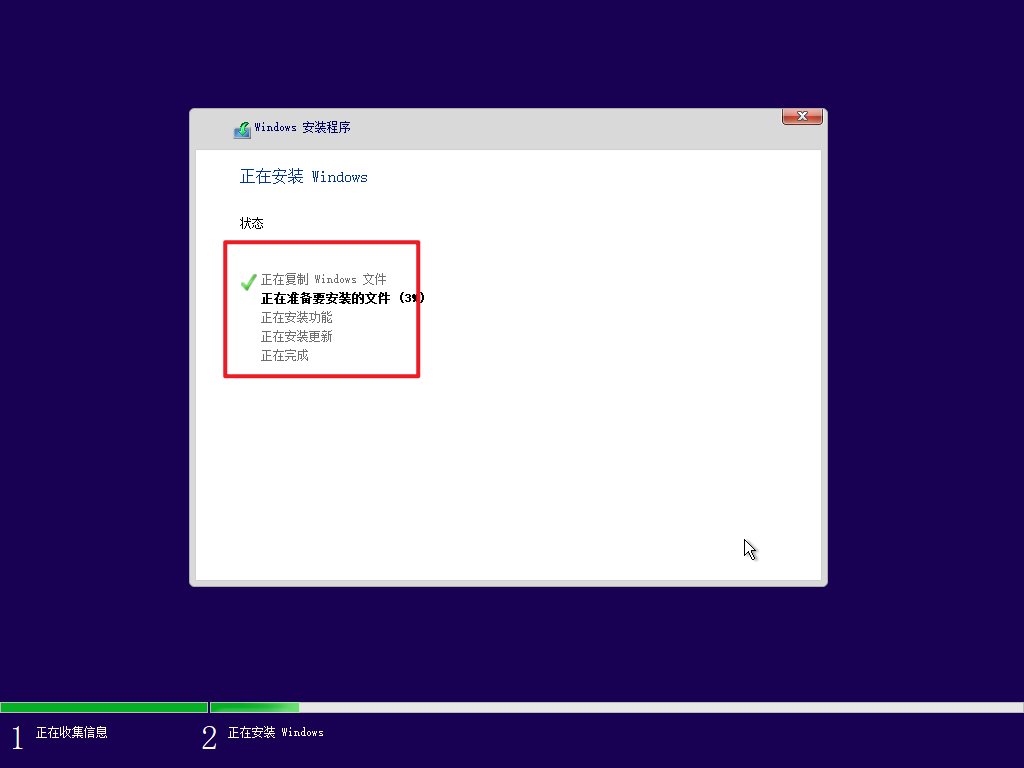 Windows 安装程序
正在安装 Windows
状态
正在复制 Windows 文件
正在准备要安装的文件 (3%)
正在安装功能
正在安装更新
正在完成
1 正在收集信息
2 正在安装 Windows